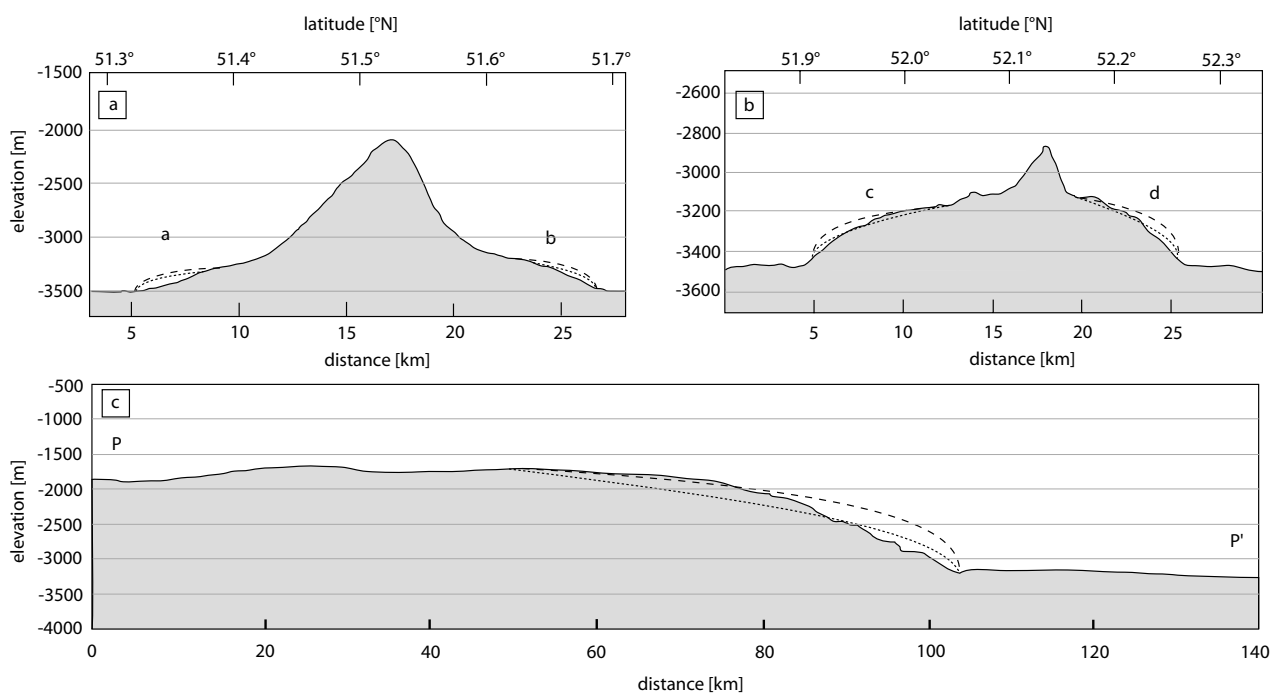 latitude [°N]
latitude [°N]
51.3° 51.4° 51.5° 51.6° 51.7°
51.9° 52.0° 52.1° 52.2° 52.3°
elevation [m]
-1500
-2000
-2500
-3000
-3500
a
a
b
5 10 15 20 25
distance [km]
-2600
-2800
-3000
-3200
-3400
-3600
b
c
d
5 10 15 20 25
distance [km]
elevation [m]
-500
-1000
-1500
-2000
-2500
-3000
-3500
-4000
c
P
P'
0 20 40 60 80 100 120 140
distance [km]